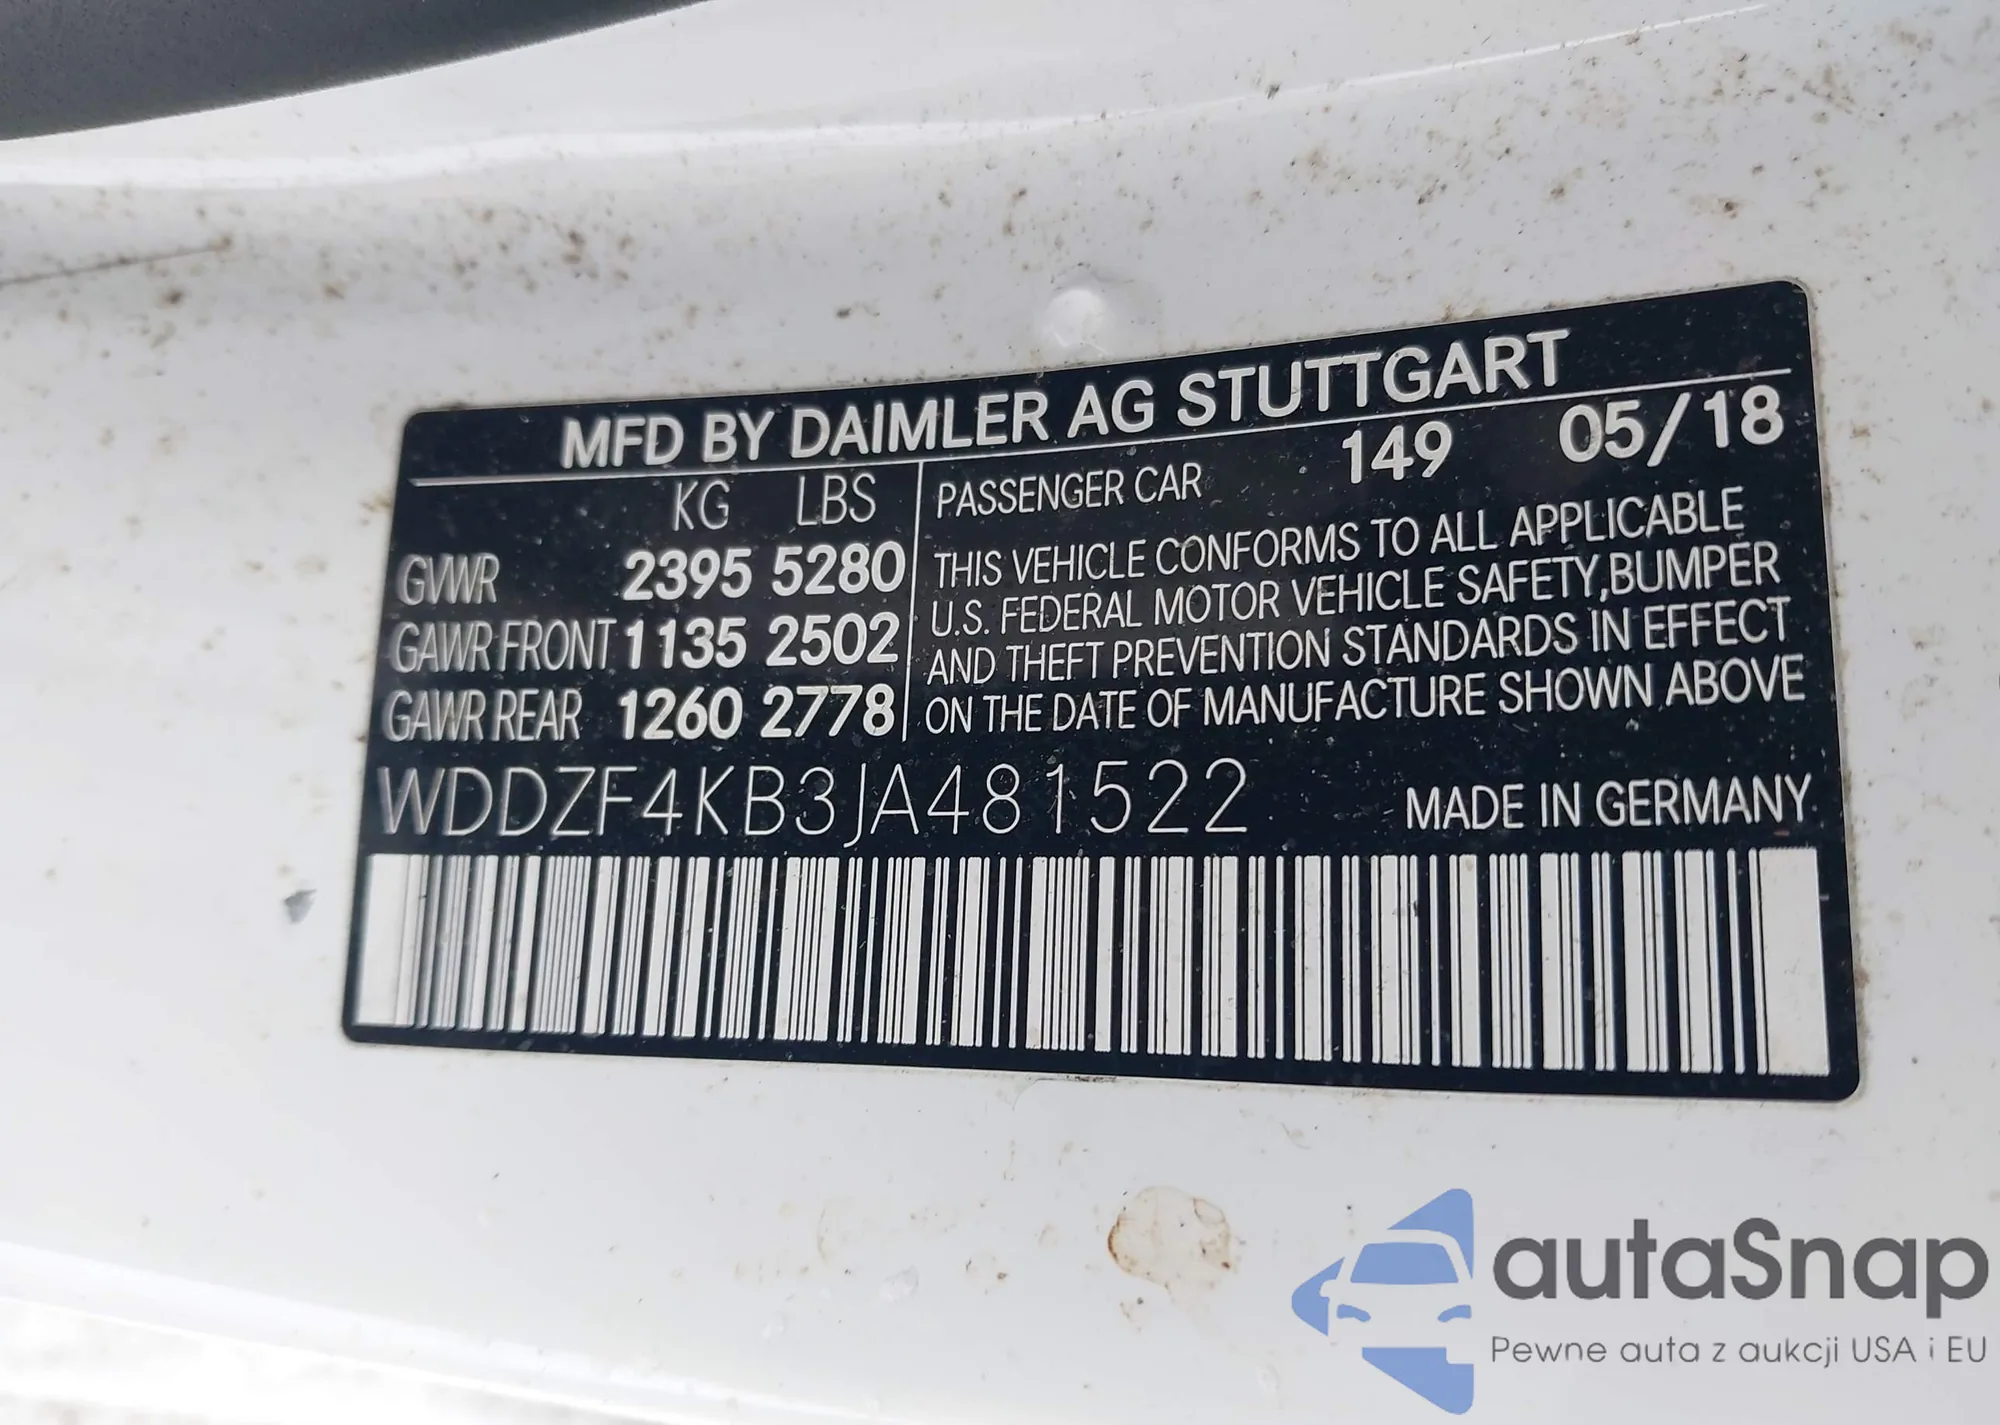 MFD BY DAIMLER AG STUTTGART
KG LBS
PASSENGER CAR 149 05/18
GVWR 2395 5280
GAWR FRONT 1135 2502
GAWR REAR 1260 2778
THIS VEHICLE CONFORMS TO ALL APPLICABLE
U.S. FEDERAL MOTOR VEHICLE SAFETY,BUMPER
AND THEFT PREVENTION STANDARDS IN EFFECT
ON THE DATE OF MANUFACTURE SHOWN ABOVE
WDDZF4KB3JA481522 MADE IN GERMANY
autaSnap
Pewne auta z aukcji USA i EU